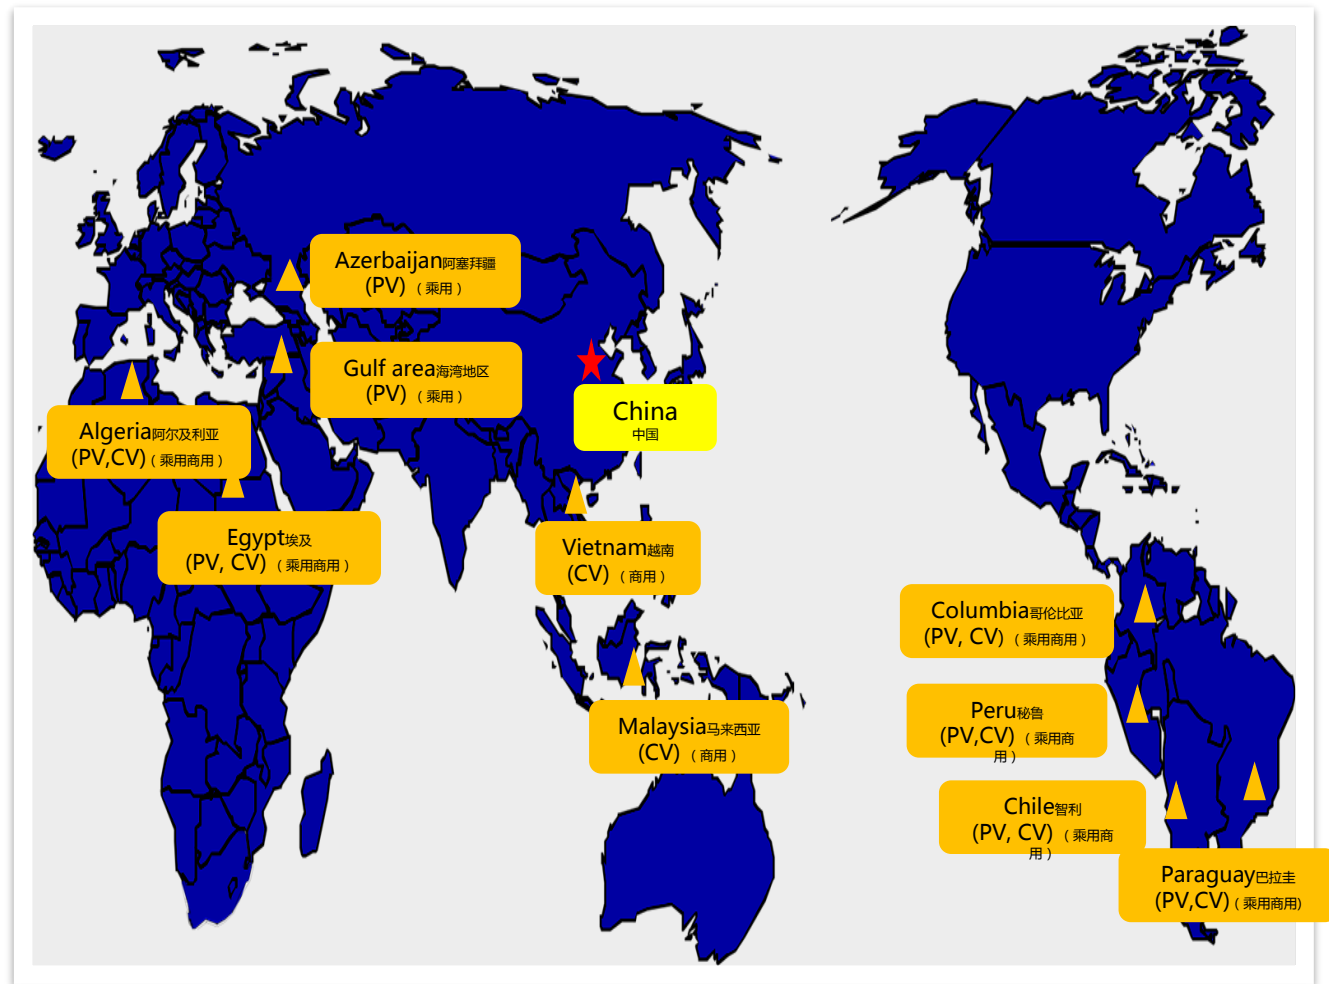 Azerbaijan阿塞拜疆
(PV)（乘用）
Gulf area海湾地区
(PV)（乘用）
China
中国
Algeria阿尔及利亚
(PV,CV)（乘用商用）
Egypt埃及
(PV, CV)（乘用商用）
Vietnam越南
(CV)（商用）
Malaysia马来西亚
(CV)（商用）
Columbia哥伦比亚
(PV, CV)（乘用商用）
Peru秘鲁
(PV,CV)（乘用商
用）
Chile智利
(PV, CV)（乘用商
用）
Paraguay巴拉圭
(PV,CV)（乘用商用)